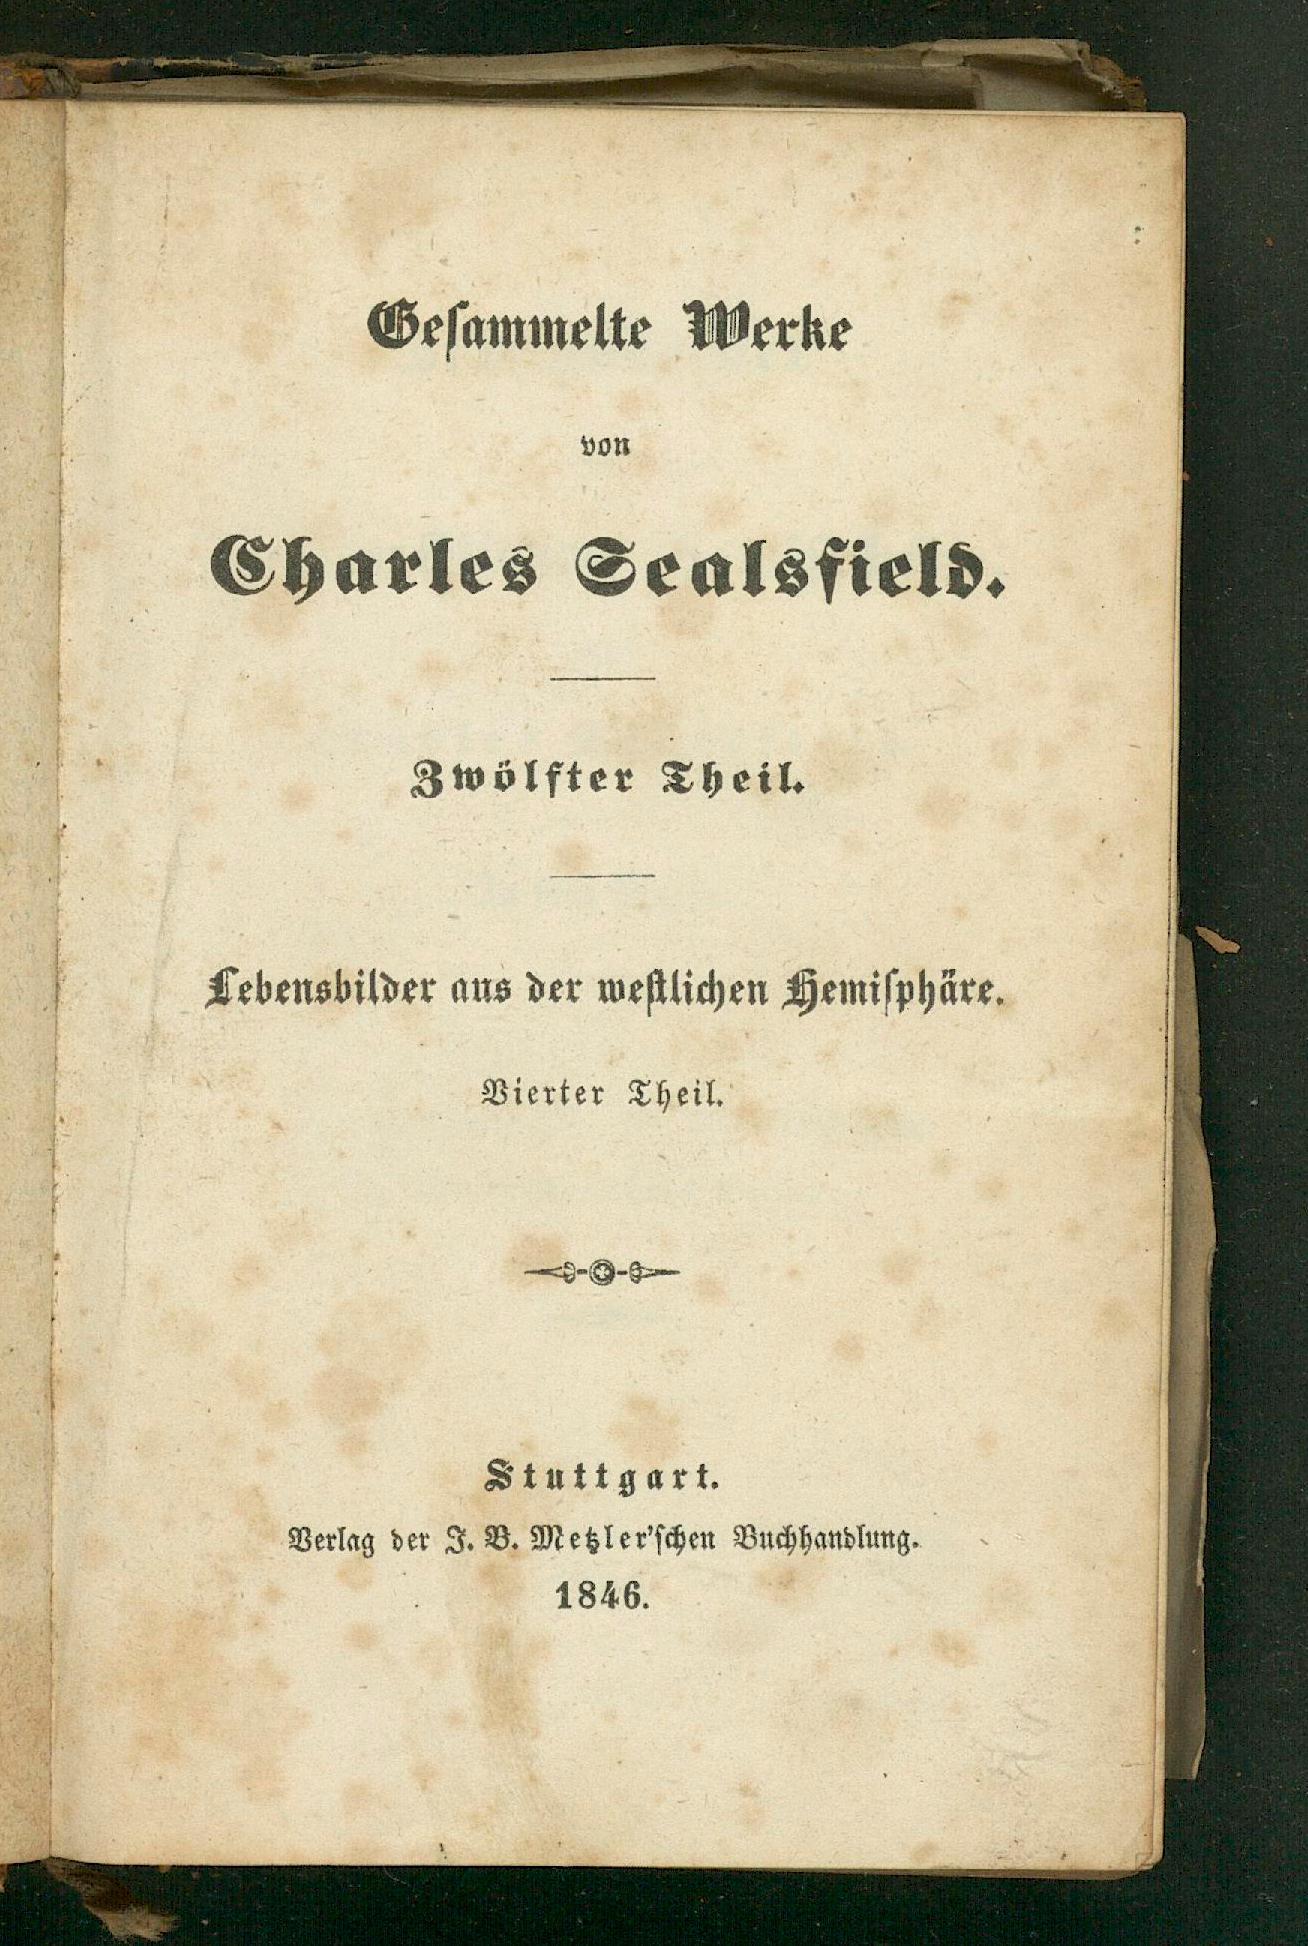 Geſammelte Werke
von
Charles Sealsfield.
Zwölfter Theil.
Lebensbilder aus der weſtlichen Hemiſphäre.
Vierter Theil.
Stuttgart.
Verlag der J. B. Metzler'ſchen Buchhandlung.
1846.